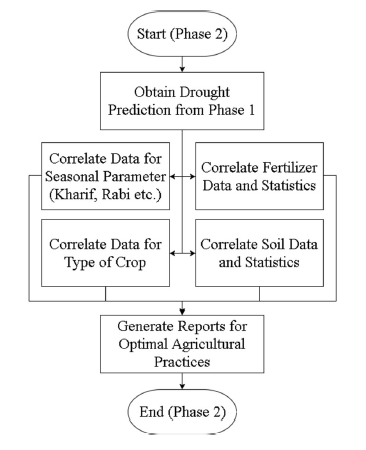 Start (Phase 2)
Obtain Drought
Prediction from Phase 1
Correlate Data for
Seasonal Parameter
(Kharif, Rabi etc.)
Correlate Fertilizer
Data and Statistics
Correlate Data for
Type of Crop
Correlate Soil Data
and Statistics
Generate Reports for
Optimal Agricultural
Practices
End (Phase 2)